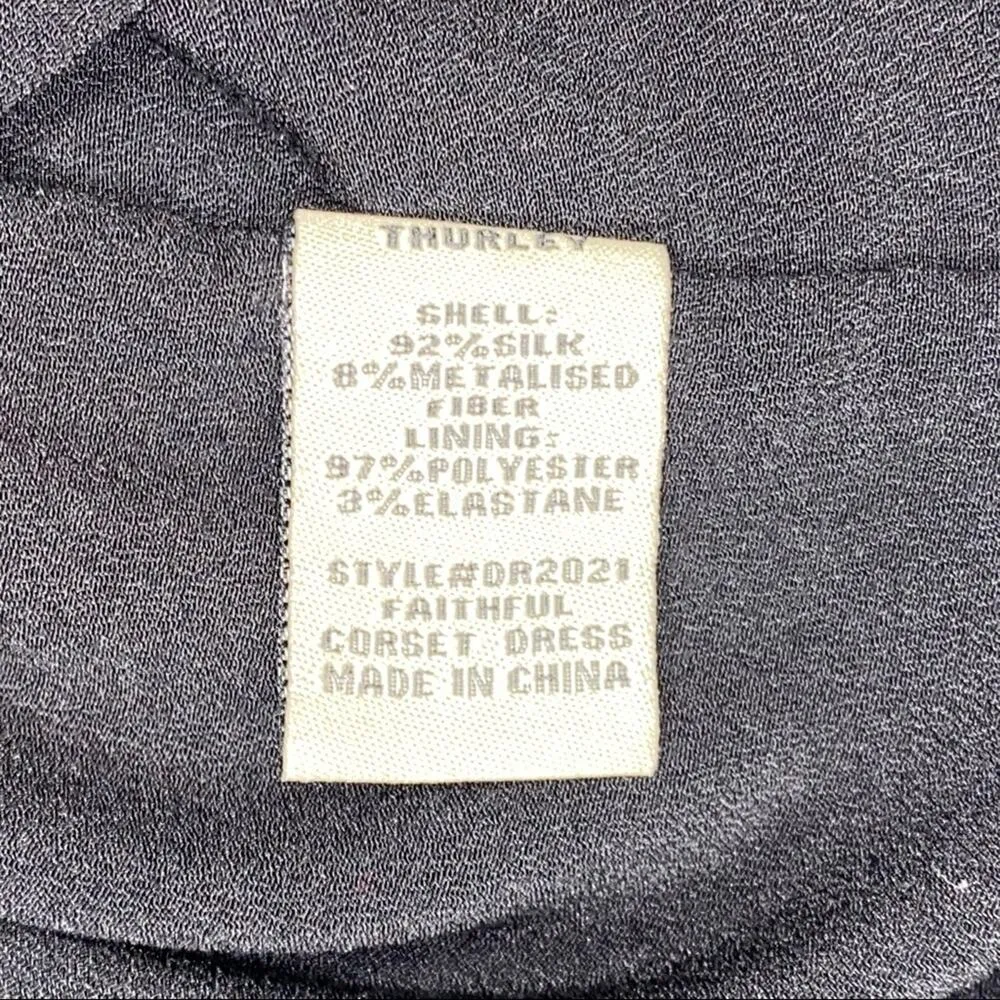 THURLEY
SHELL:
92%SILK
8%METALISED
FIBER
LINING:
97%POLYESTER
3%ELASTANE
STYLE#DR2021
FAITHFUL
CORSET DRESS
MADE IN CHINA